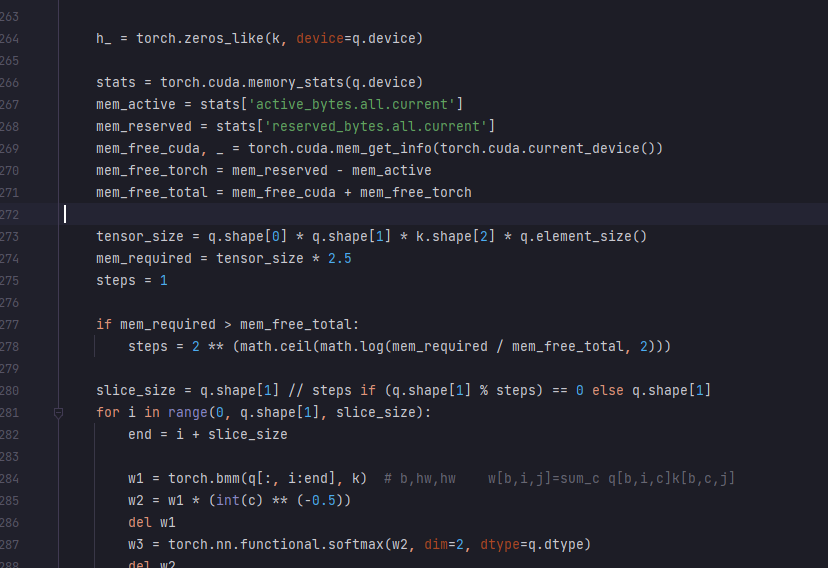 263
264 h_ = torch.zeros_like(k, device=q.device)
265
266 stats = torch.cuda.memory_stats(q.device)
267 mem_active = stats['active_bytes.all.current']
268 mem_reserved = stats['reserved_bytes.all.current']
269 mem_free_cuda, _ = torch.cuda.mem_get_info(torch.cuda.current_device())
270 mem_free_torch = mem_reserved - mem_active
271 mem_free_total = mem_free_cuda + mem_free_torch
272
273 tensor_size = q.shape[0] * q.shape[1] * k.shape[2] * q.element_size()
274 mem_required = tensor_size * 2.5
275 steps = 1
276
277 if mem_required > mem_free_total:
278 steps = 2 ** (math.ceil(math.log(mem_required / mem_free_total, 2)))
279
280 slice_size = q.shape[1] // steps if (q.shape[1] % steps) == 0 else q.shape[1]
281 for i in range(0, q.shape[1], slice_size):
282 end = i + slice_size
283
284 w1 = torch.bmm(q[:, i:end], k)  # b,hw,hw    w[b,i,j]=sum_c q[b,i,c]k[b,c,j]
285 w2 = w1 * (int(c) ** (-0.5))
286 del w1
287 w3 = torch.nn.functional.softmax(w2, dim=2, dtype=q.dtype)
288 del w2